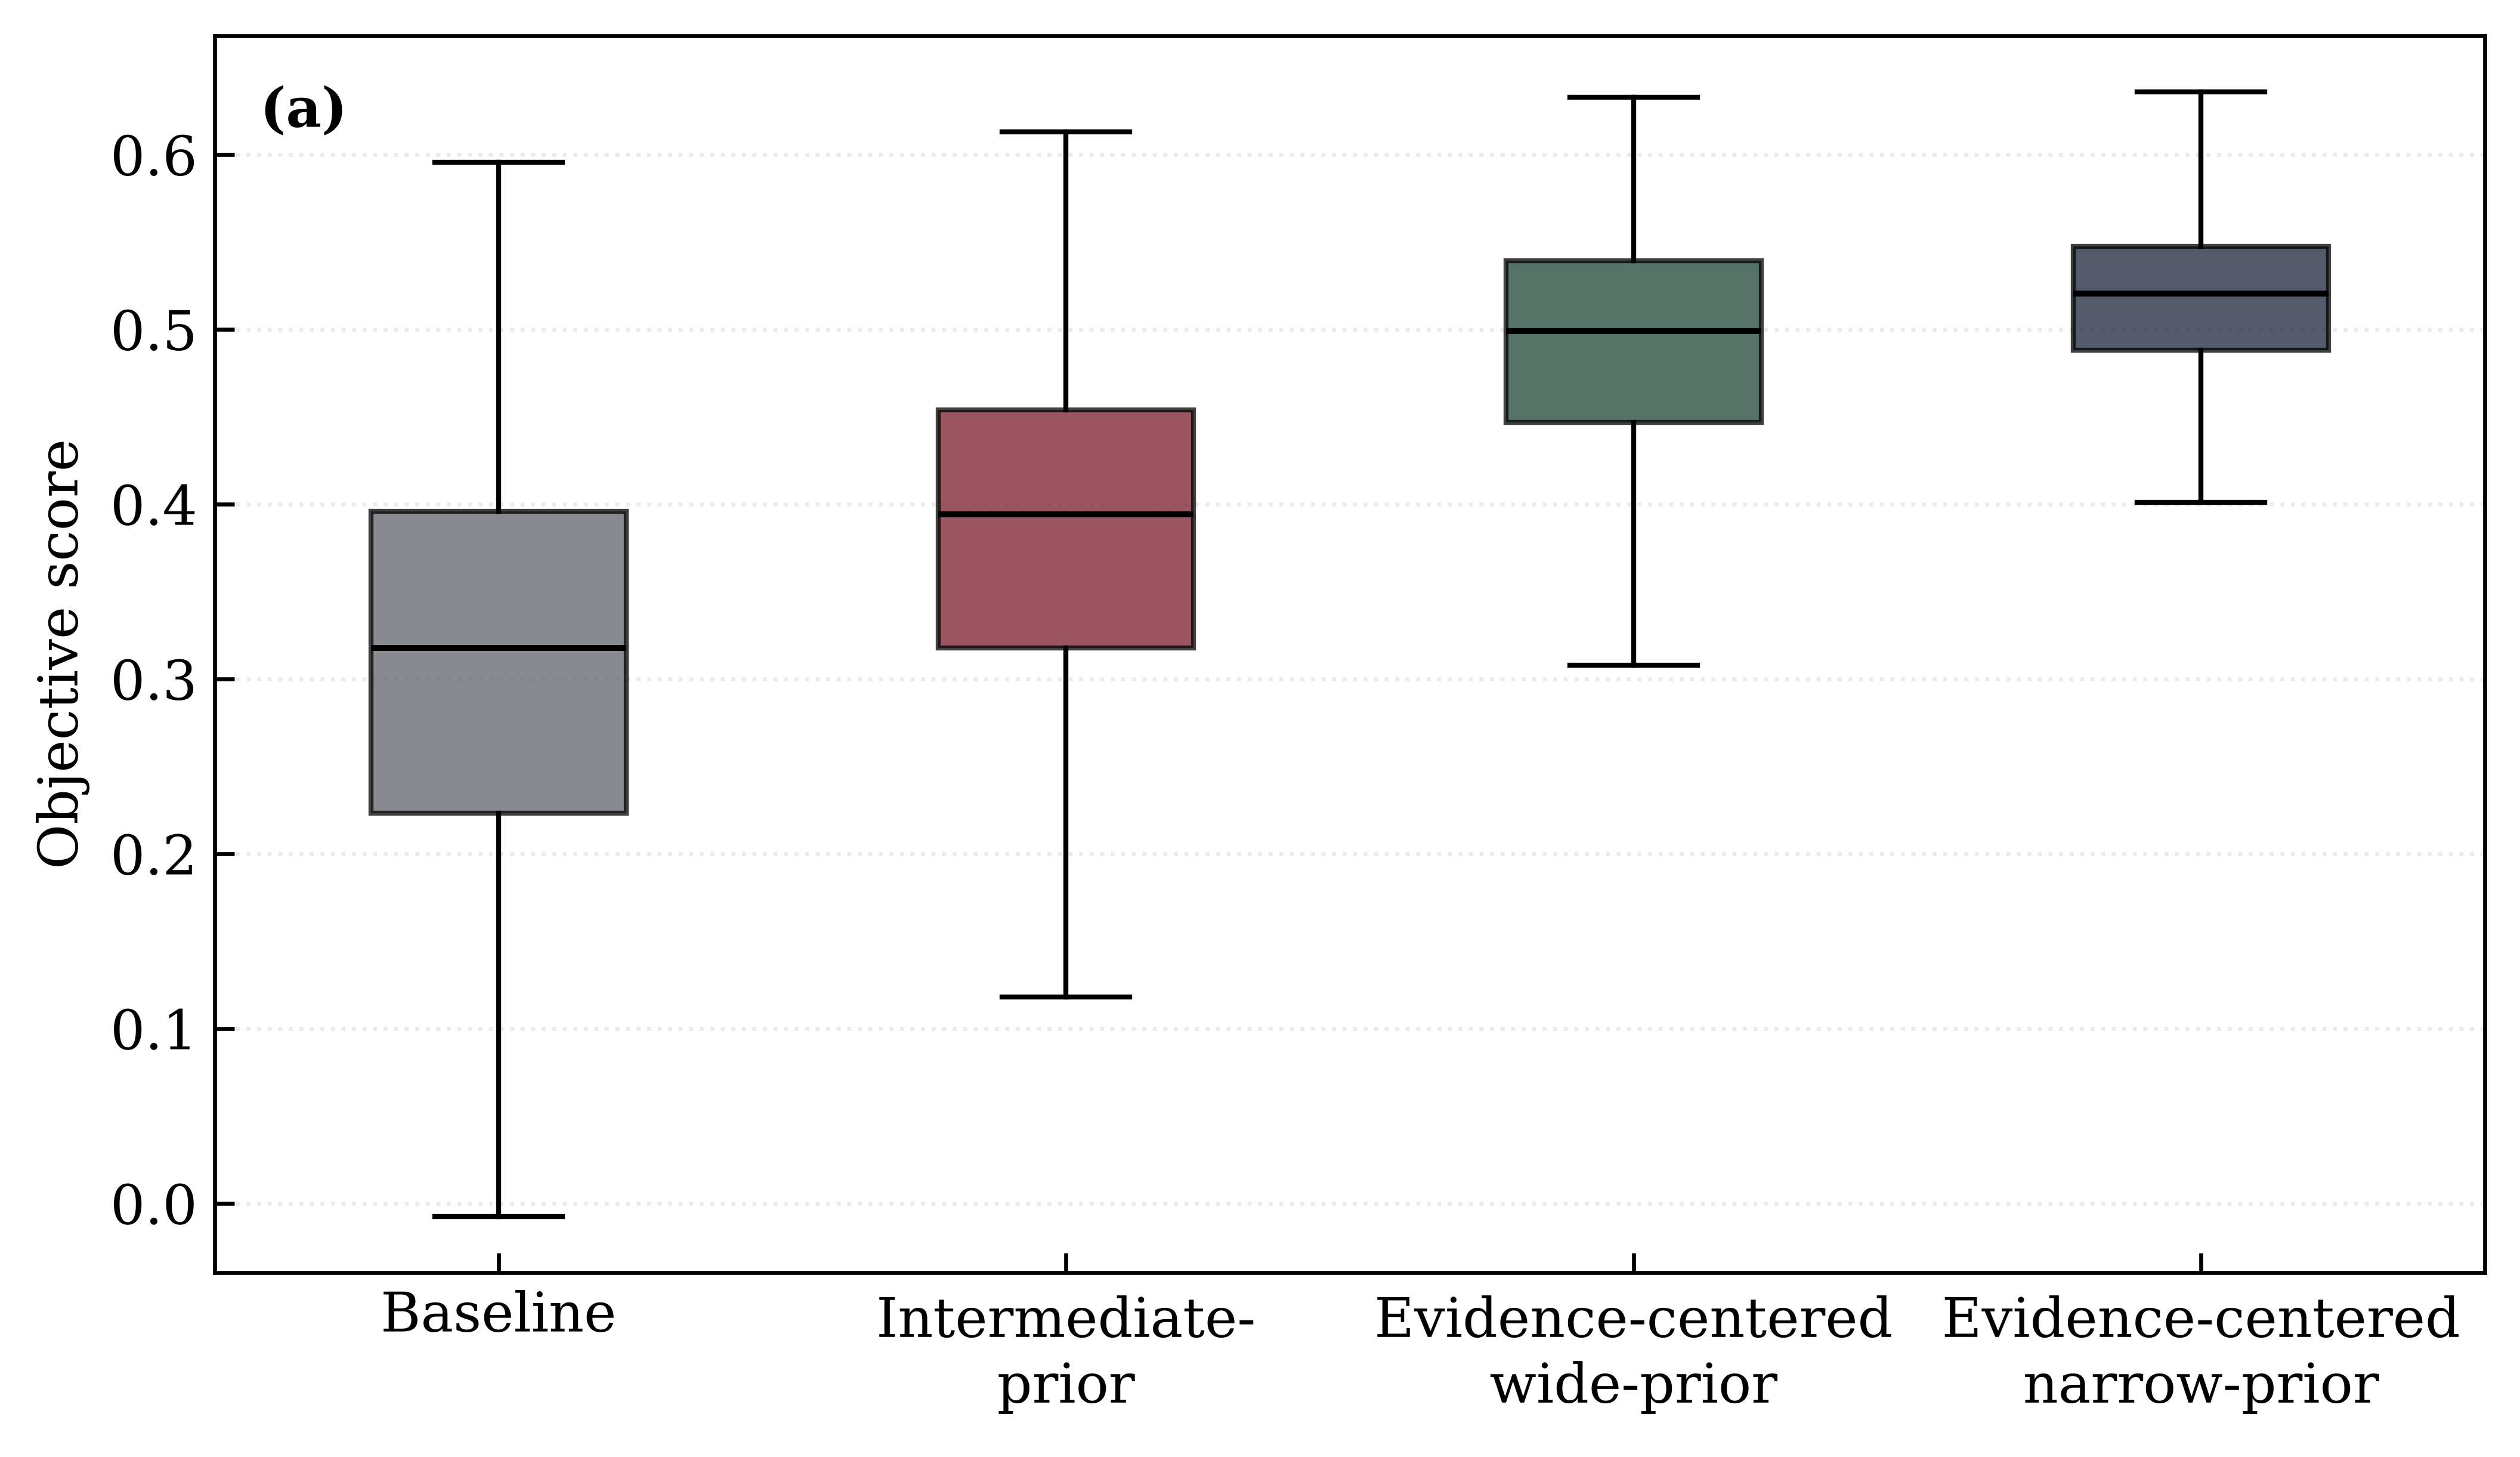 (a)
0.6
0.5
0.4
0.3
0.2
0.1
0.0
Objective score
Baseline
Intermediate-
prior
Evidence-centered
wide-prior
Evidence-centered
narrow-prior